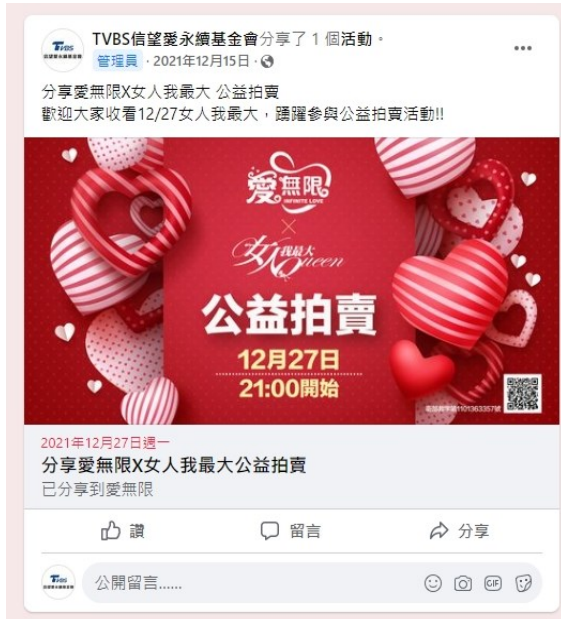 TVBS信望愛永續基金會分享了 1 個活動。
管理員 · 2021年12月15日 ·
分享愛無限X女人我最大 公益拍賣
歡迎大家收看12/27女人我最大，踴躍參與公益拍賣活動!!
愛無限
INFINITE LOVE
×
女人我最大
Queen
公益拍賣
12月27日
21:00開始
2021年12月27日週一
分享愛無限X女人我最大公益拍賣
已分享到愛無限
讚
留言
分享
TVBS
公開留言......
GIF